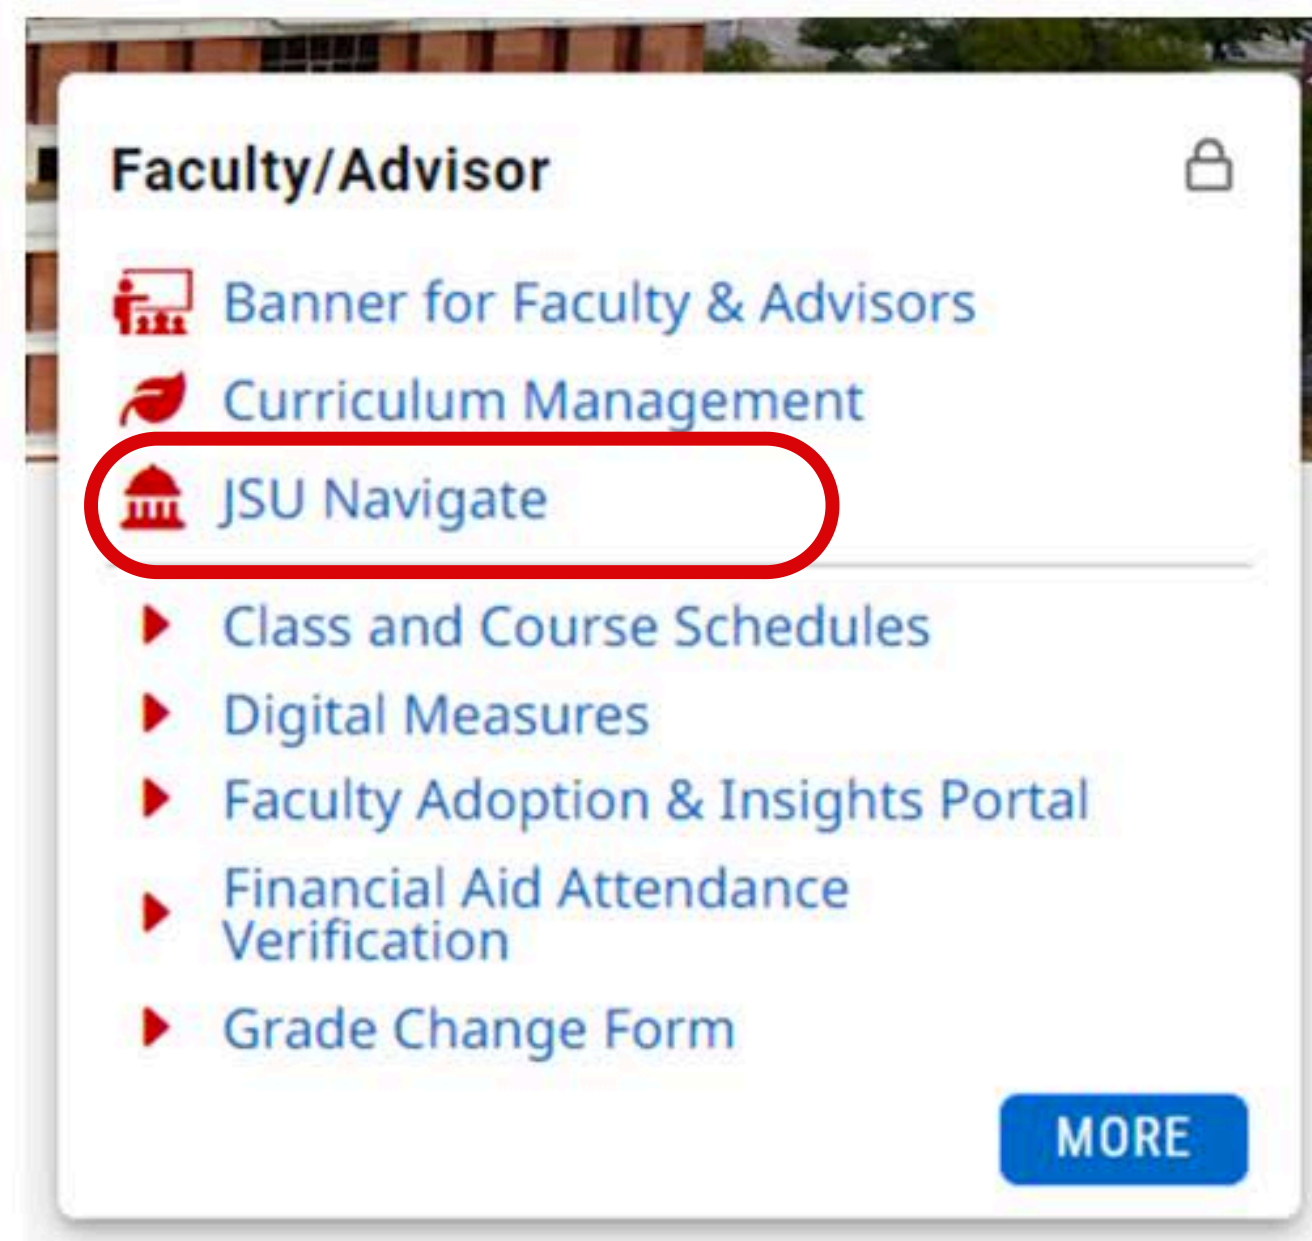 Faculty/Advisor
Banner for Faculty & Advisors
Curriculum Management
JSU Navigate
Class and Course Schedules
Digital Measures
Faculty Adoption & Insights Portal
Financial Aid Attendance
Verification
Grade Change Form
MORE